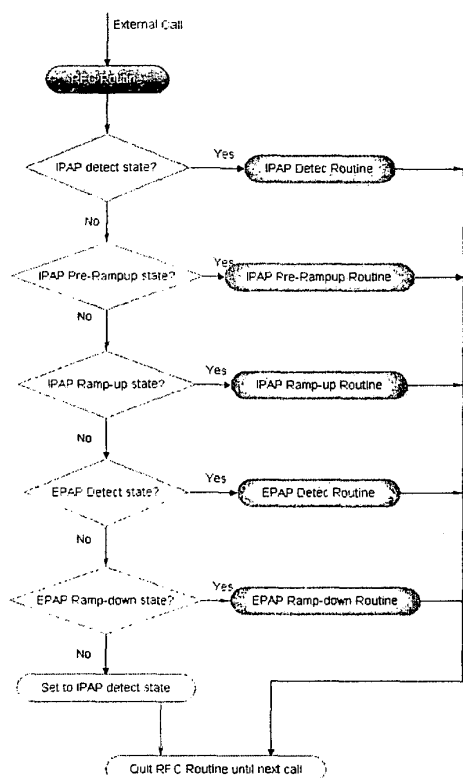 External Call
RFC Routine
IPAP detect state?
Yes
IPAP Detec Routine
No
IPAP Pre-Rampup state?
Yes
IPAP Pre-Rampup Routine
No
IPAP Ramp-up state?
Yes
IPAP Ramp-up Routine
No
EPAP Detect state?
Yes
EPAP Detec Routine
No
EPAP Ramp-down state?
Yes
EPAP Ramp-down Routine
No
Set to IPAP detect state
Quit RFC Routine until next call